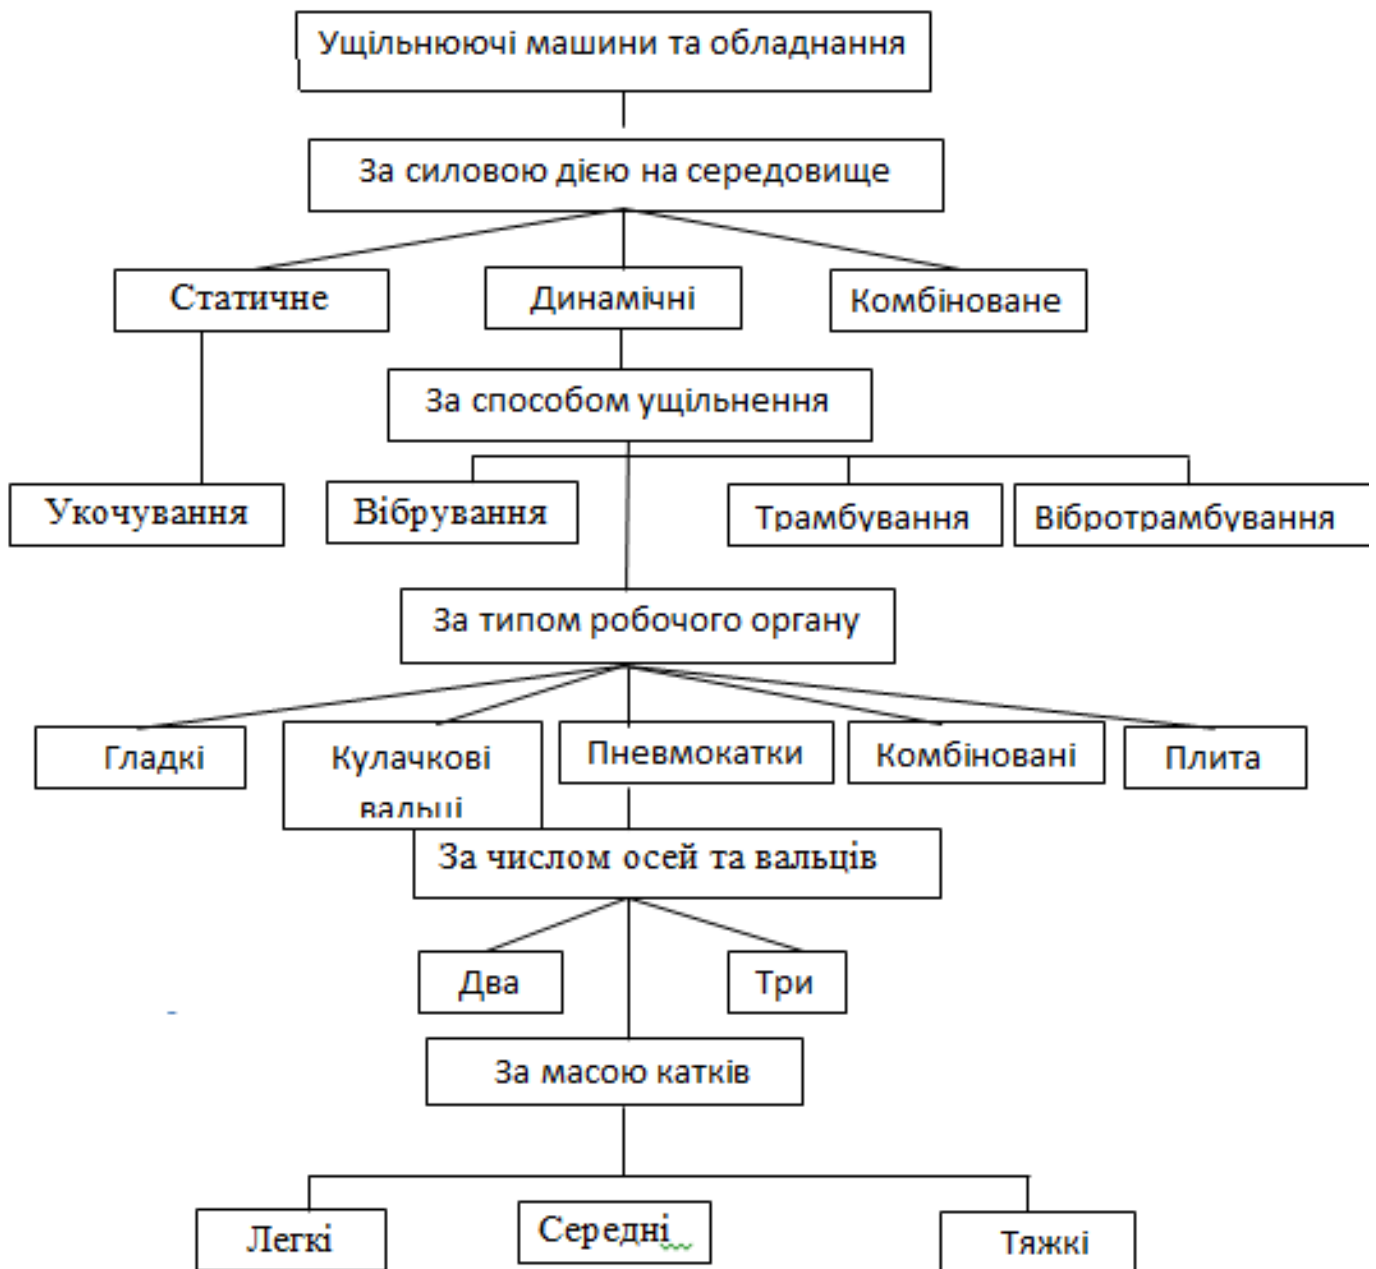 Ущільнюючі машини та обладнання
За силовою дією на середовище
Статичне
Динамічні
Комбіноване
За способом ущільнення
Укочування
Вібрування
Трамбування
Вібротрамбування
За типом робочого органу
Гладкі
Кулачкові
вальці
Пневмокатки
Комбіновані
Плита
За числом осей та вальців
Два
Три
За масою катків
Легкі
Середні
Тяжкі